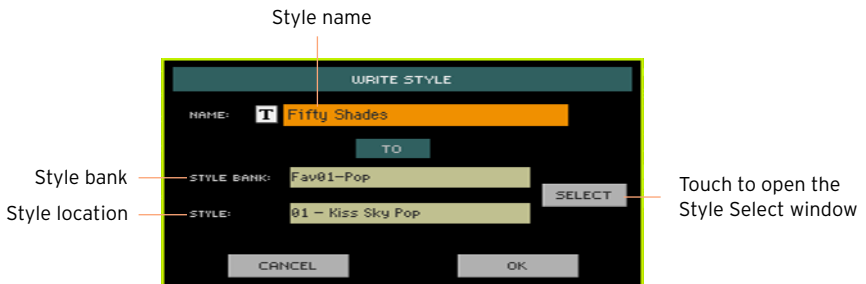 Style name
WRITE STYLE
NAME: T Fifty Shades
TO
Style bank
STYLE BANK: Fav01-Pop
SELECT
Touch to open the
Style Select window
Style location
STYLE: 01 - Kiss Sky Pop
CANCEL OK